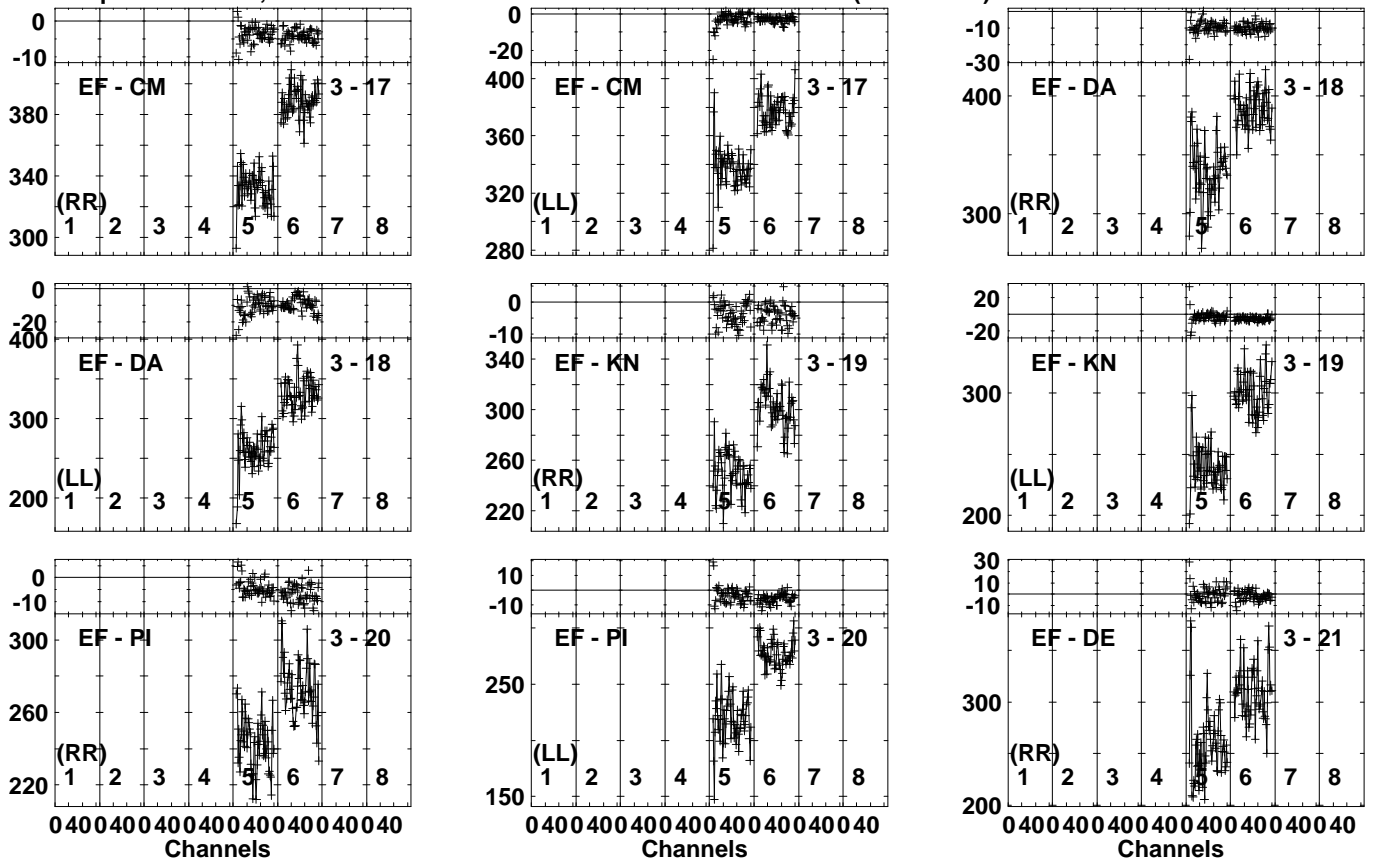 0
-10
EF - CM 3 - 17
380
340
(RR)
1 2 3 4 5 6 7 8
300
0
-20
400
EF - CM 3 - 17
360
320
(LL)
1 2 3 4 5 6 7 8
280
-10
-30
400
EF - DA 3 - 18
(RR)
300
1 2 3 4 5 6 7 8
0
-20
400
EF - DA 3 - 18
300
(LL)
200
1 2 3 4 5 6 7 8
0
-10
340
EF - KN 3 - 19
300
260
(RR)
1 2 3 4 5 6 7 8
220
20
-20
EF - KN 3 - 19
300
(LL)
1 2 3 4 5 6 7 8
200
0
-10
300
EF - PI 3 - 20
260
(RR)
1 2 3 4 5 6 7 8
220
10
-10
EF - PI 3 - 20
250
(LL)
1 2 3 4 5 6 7 8
150
30
10
-10
EF - DE 3 - 21
300
(RR)
1 2 3 4 5 6 7 8
200
0 40 0 40 0 40 0 40 0 40 0 40 0 40 0 40
Channels
0 40 0 40 0 40 0 40 0 40 0 40 0 40 0 40
Channels
0 40 0 40 0 40 0 40 0 40 0 40 0 40 0 40
Channels